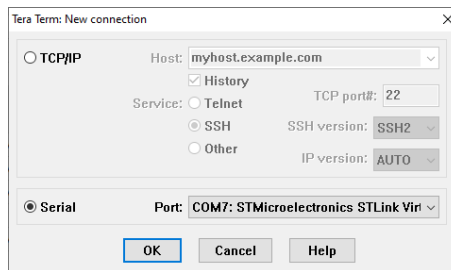 Tera Term: New connection
TCP/IP Host: myhost.example.com
History
Service: Telnet TCP port#: 22
SSH SSH version: SSH2
Other IP version: AUTO
Serial Port: COM7: STMicroelectronics STLink Virt
OK Cancel Help